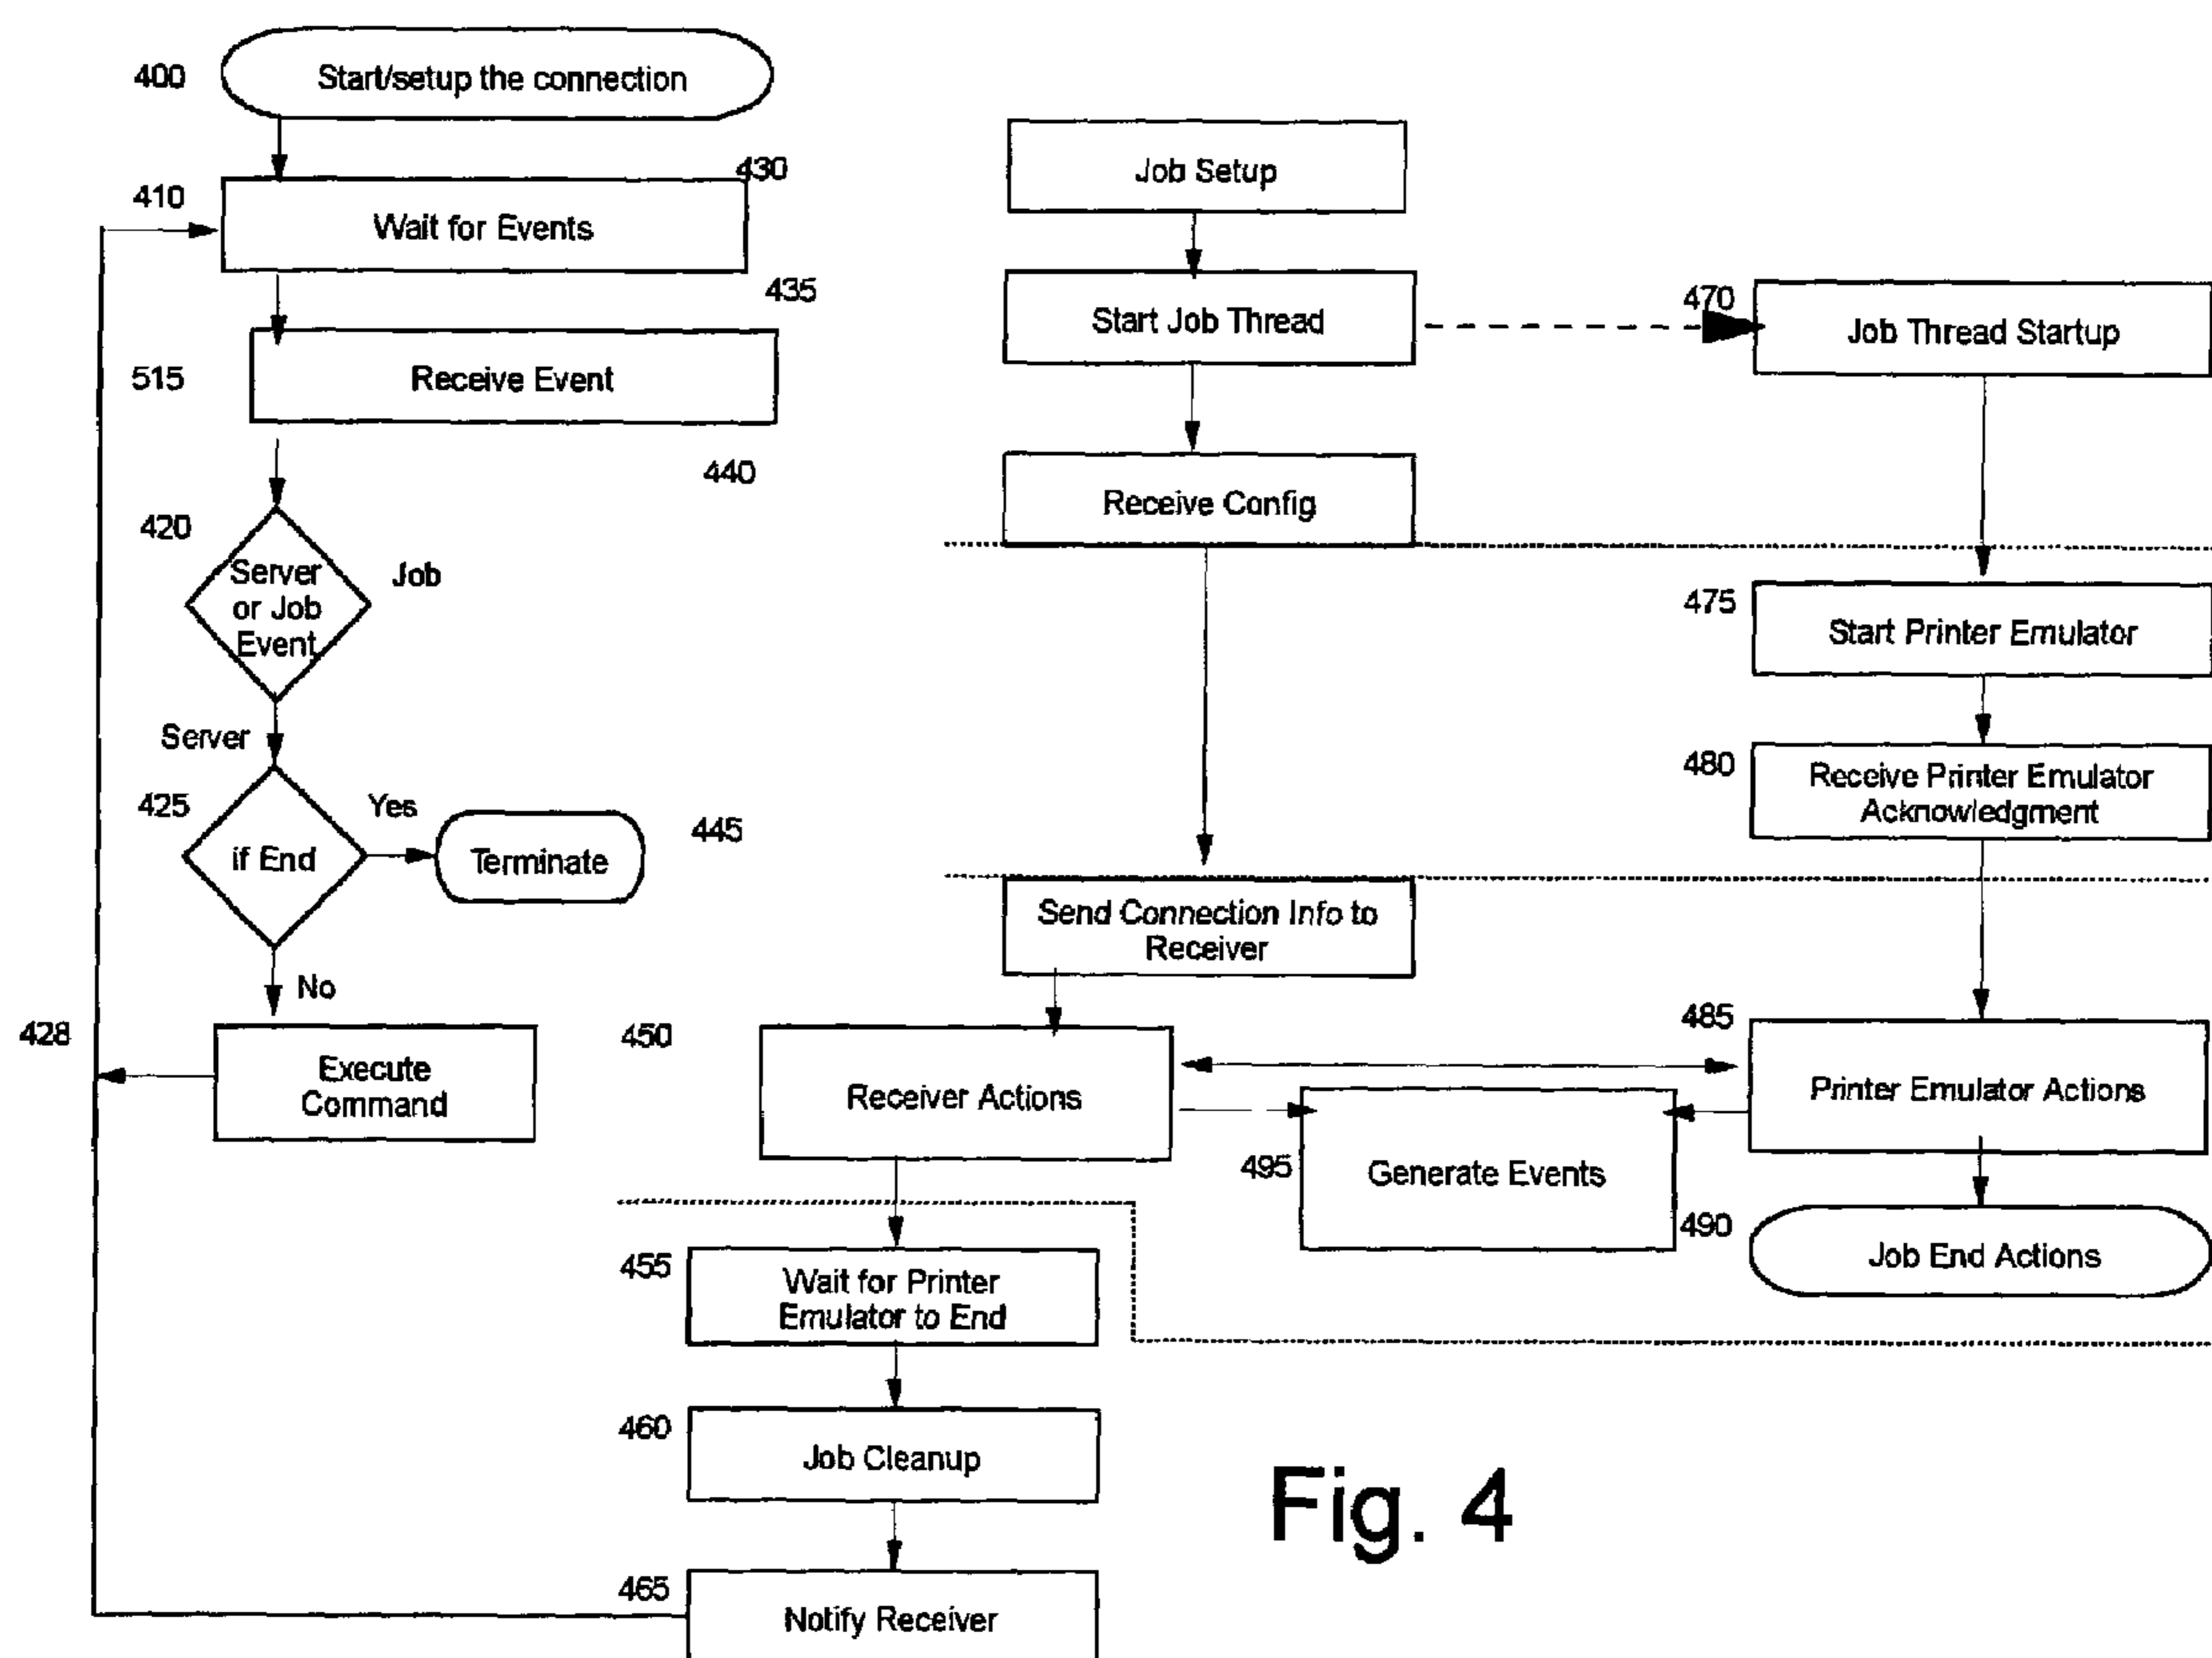 400
Start/setup the connection
430
410
Wait for Events
435
515
Receive Event
440
420
Server
or Job
Event
Job
Server
425
if End
Yes
Terminate
445
No
428
Execute
Command
Job Setup
Start Job Thread
470
Job Thread Startup
Receive Config
475
Start Printer Emulator
480
Receive Printer Emulator
Acknowledgment
Send Connection Info to
Receiver
450
Receiver Actions
485
Printer Emulator Actions
495
Generate Events
490
Job End Actions
455
Wait for Printer
Emulator to End
460
Job Cleanup
465
Notify Receiver
Fig. 4